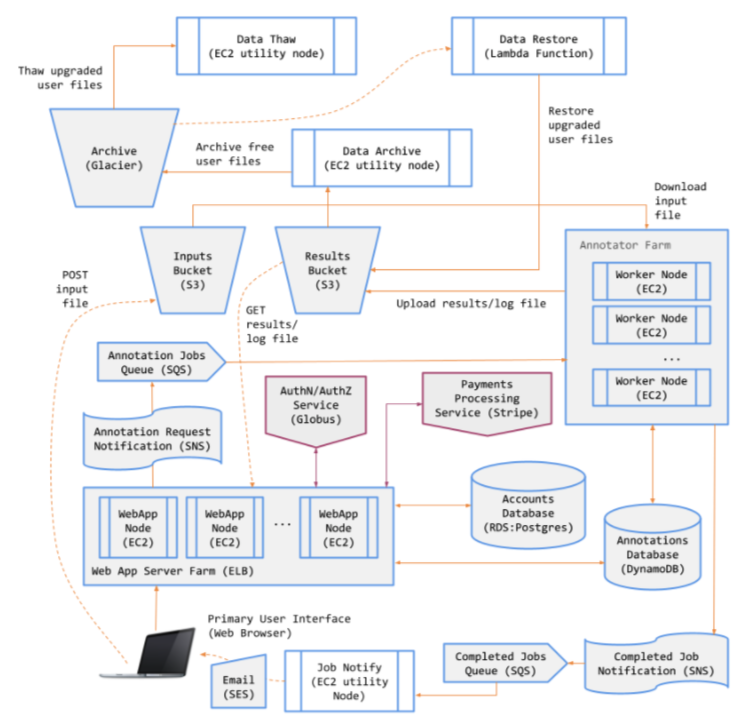 Data Thaw
(EC2 utility node)
Data Restore
(Lambda Function)
Thaw upgraded
user files
Restore
upgraded
user files
Archive
(Glacier)
Archive free
user files
Data Archive
(EC2 utility node)
Download
input
file
Inputs
Bucket
(S3)
Results
Bucket
(S3)
Annotator Farm
Worker Node
(EC2)
Worker Node
(EC2)
...
Worker Node
(EC2)
POST
input
file
GET
results/
log file
Upload results/log file
Annotation Jobs
Queue (SQS)
AuthN/AuthZ
Service
(Globus)
Payments
Processing
Service (Stripe)
Annotation Request
Notification (SNS)
WebApp
Node
(EC2)
WebApp
Node
(EC2)
...
WebApp
Node
(EC2)
Web App Server Farm (ELB)
Accounts
Database
(RDS:Postgres)
Annotations
Database
(DynamoDB)
Primary User Interface
(Web Browser)
Email
(SES)
Job Notify
(EC2 utility
Node)
Completed Jobs
Queue (SQS)
Completed Job
Notification (SNS)